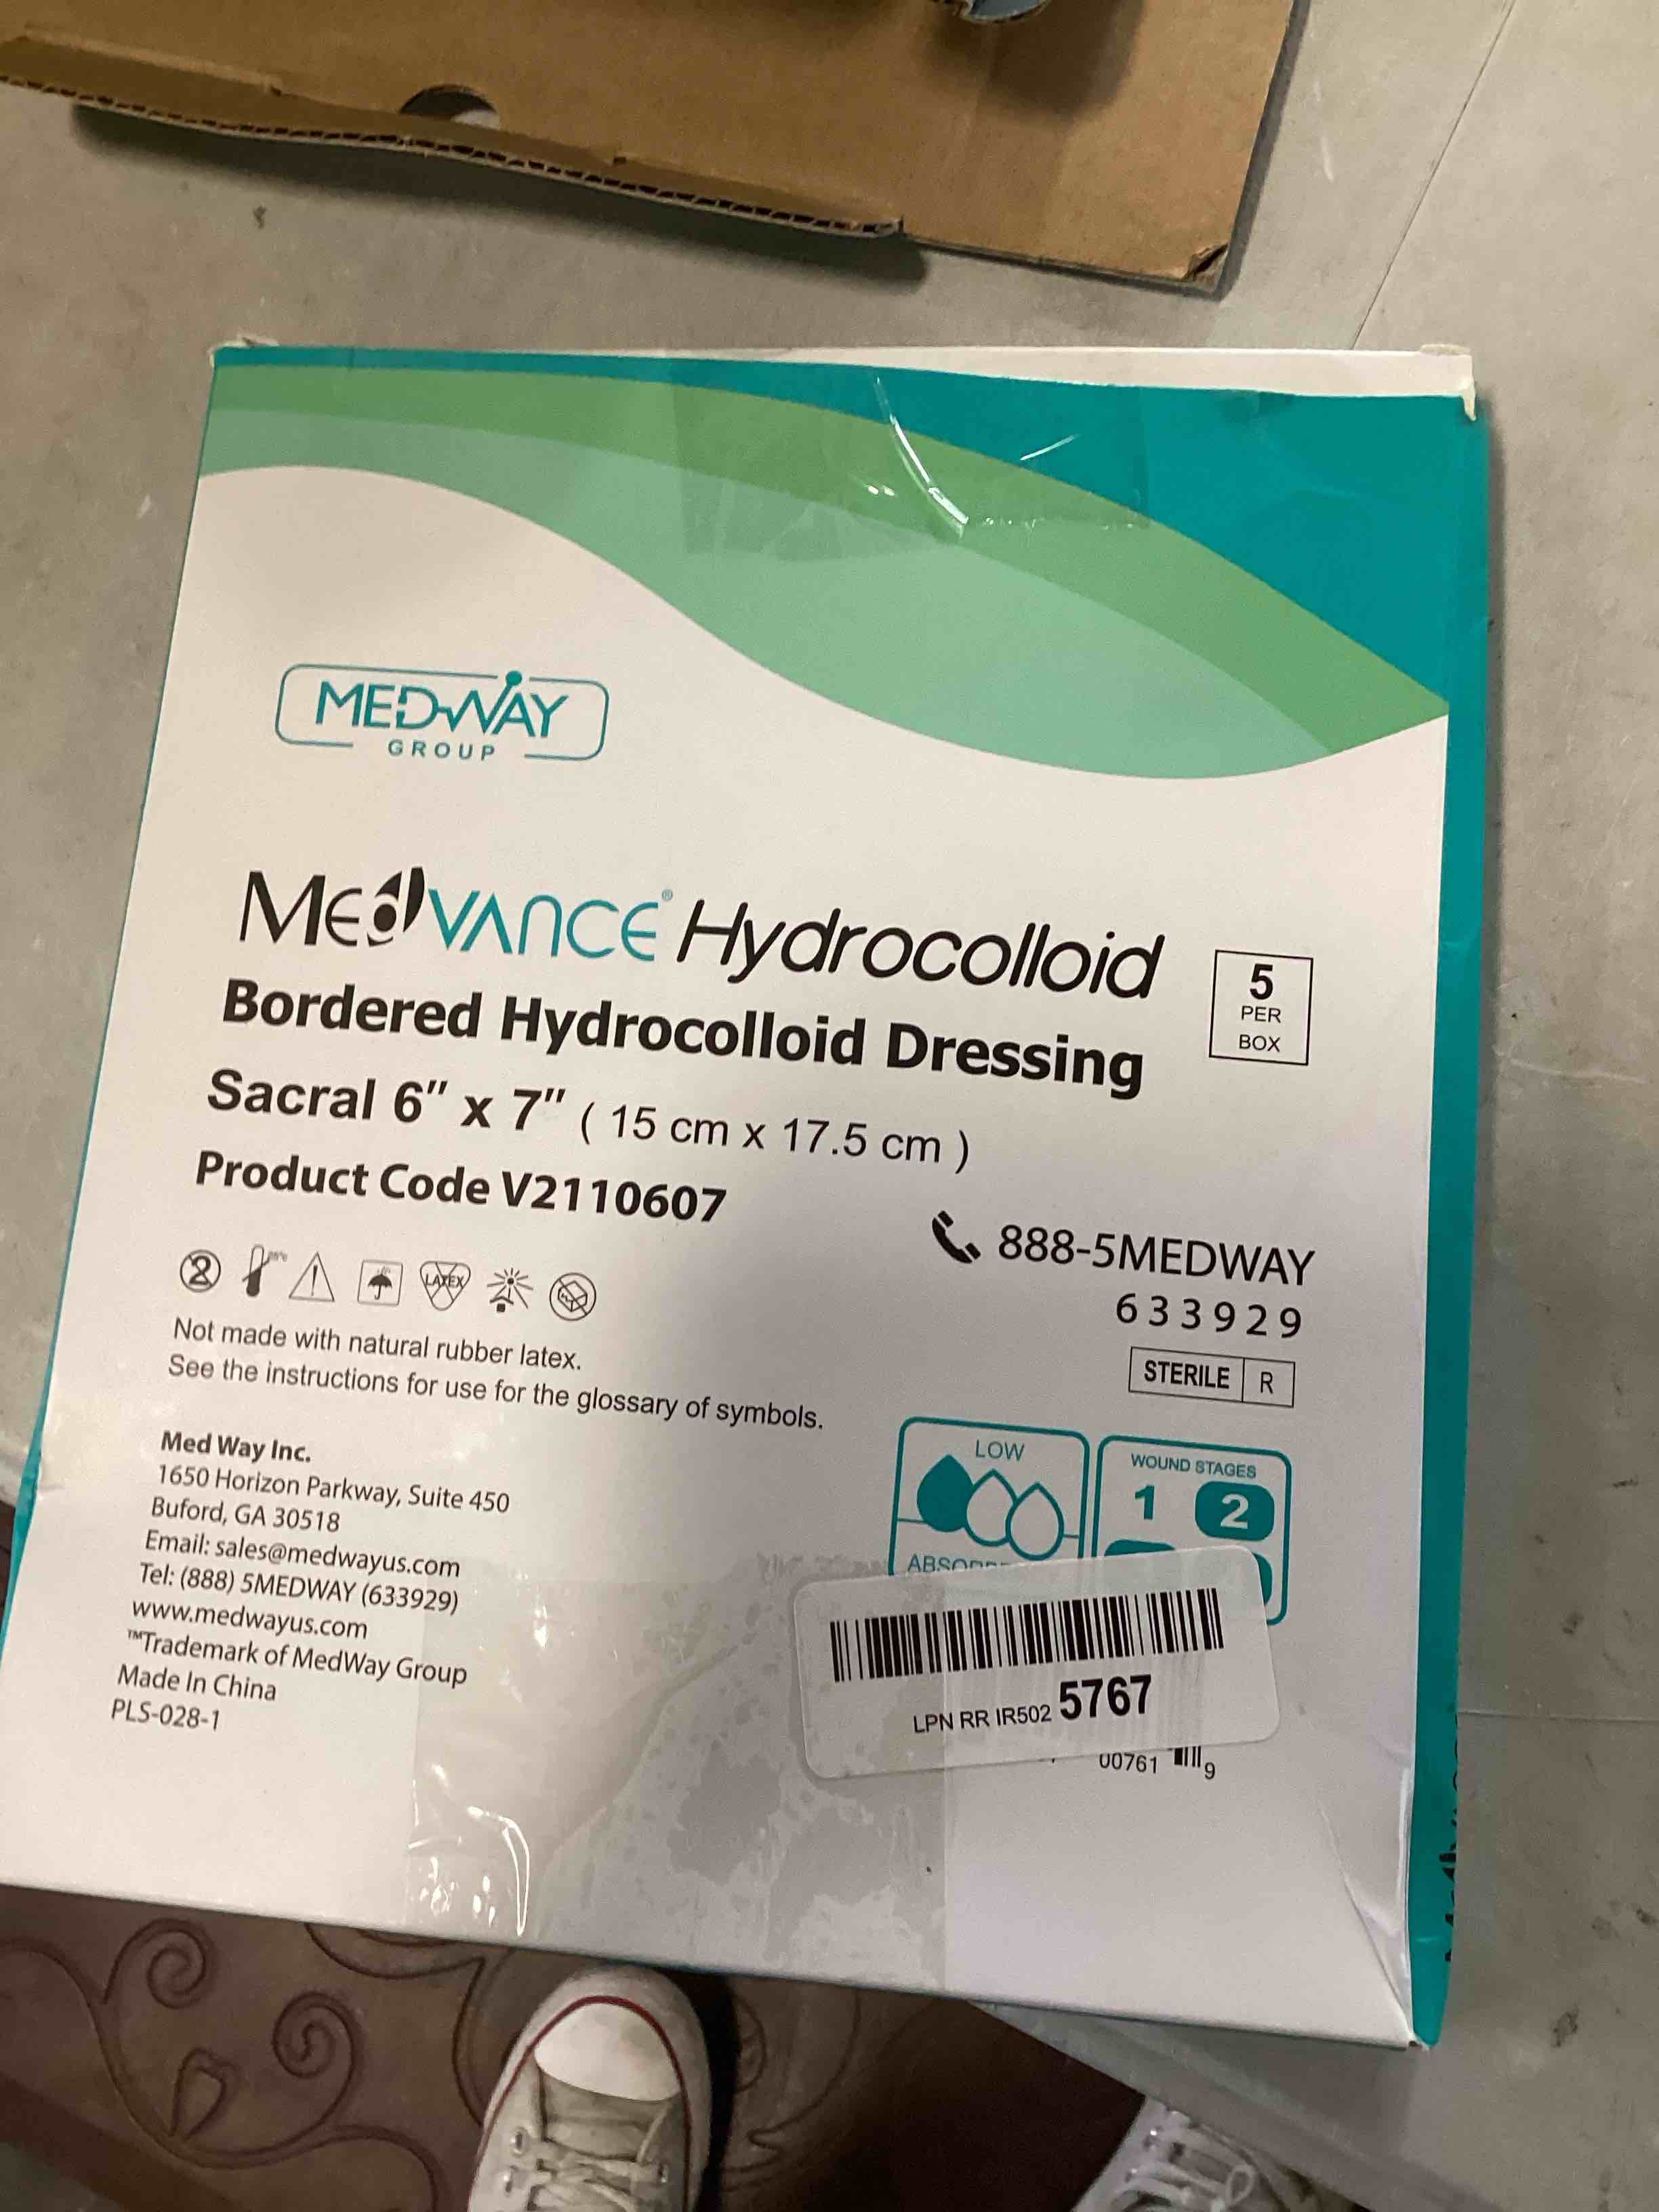 MEDWAY
GROUP
MEDVANCE® Hydrocolloid
Bordered Hydrocolloid Dressing
Sacral 6" x 7" ( 15 cm x 17.5 cm )
Product Code V2110607
5
PER
BOX
888-5MEDWAY
633929
STERILE R
2
LATEX
Not made with natural rubber latex.
See the instructions for use for the glossary of symbols.
Med Way Inc.
1650 Horizon Parkway, Suite 450
Buford, GA 30518
Email: sales@medwayus.com
Tel: (888) 5MEDWAY (633929)
www.medwayus.com
™Trademark of MedWay Group
Made In China
PLS-028-1
LOW
WOUND STAGES
1 2
LPN RR IR502 5767
00761 9